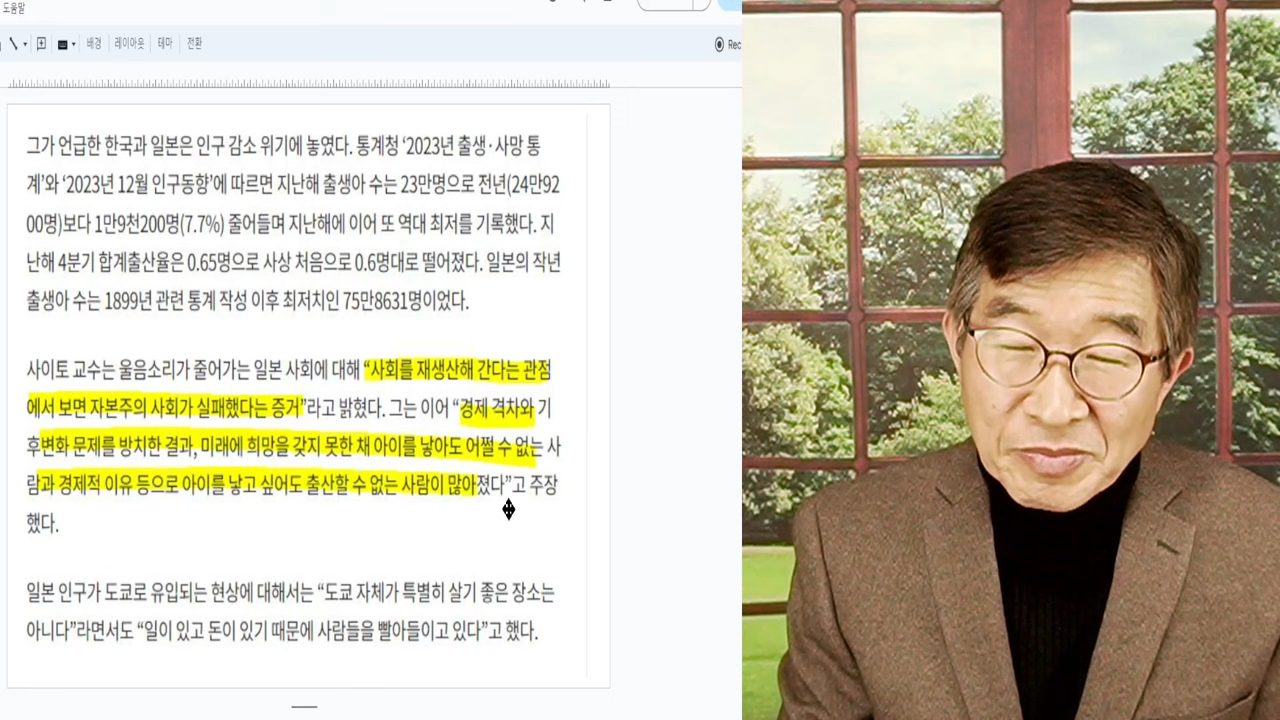 도움말
배경
레이아웃
테마
전환
Rec
그가 언급한 한국과 일본은 인구 감소 위기에 놓였다. 통계청 ‘2023년 출생·사망 통
계’와 ‘2023년 12월 인구동향’에 따르면 지난해 출생아 수는 23만명으로 전년(24만92
00명)보다 1만9천200명(7.7%) 줄어들며 지난해에 이어 또 역대 최저를 기록했다. 지
난해 4분기 합계출산율은 0.65명으로 사상 처음으로 0.6명대로 떨어졌다. 일본의 작년
출생아 수는 1899년 관련 통계 작성 이후 최저치인 75만8631명이었다.
사이토 교수는 울음소리가 줄어가는 일본 사회에 대해 “사회를 재생산해 간다는 관점
에서 보면 자본주의 사회가 실패했다는 증거”라고 밝혔다. 그는 이어 “경제 격차와 기
후변화 문제를 방치한 결과, 미래에 희망을 갖지 못한 채 아이를 낳아도 어쩔 수 없는 사
람과 경제적 이유 등으로 아이를 낳고 싶어도 출산할 수 없는 사람이 많아졌다”고 주장
했다.
일본 인구가 도쿄로 유입되는 현상에 대해서는 “도쿄 자체가 특별히 살기 좋은 장소는
아니다”라면서도 “일이 있고 돈이 있기 때문에 사람들을 빨아들이고 있다”고 했다.